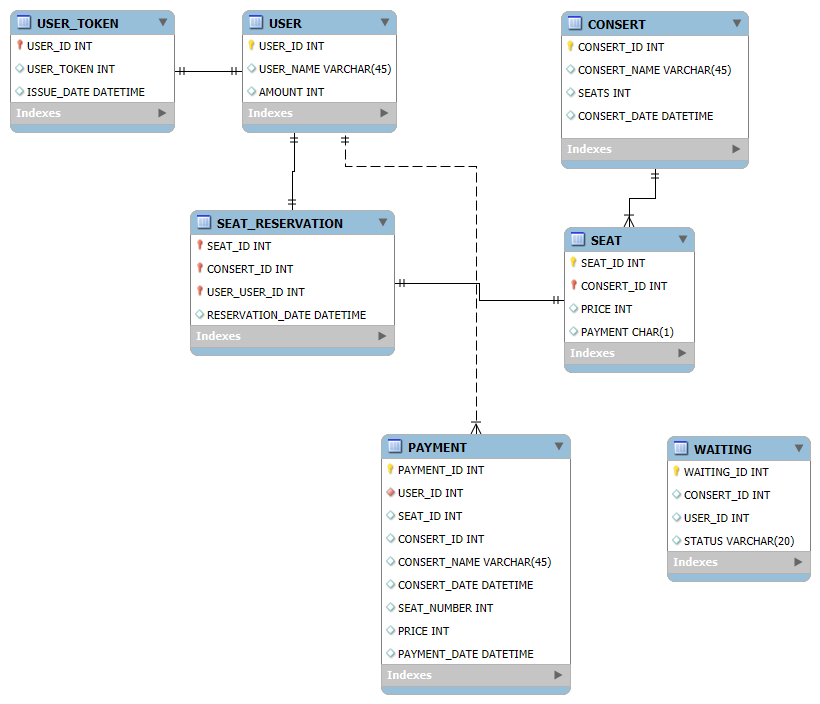 USER_TOKEN
USER_ID INT
USER_TOKEN INT
ISSUE_DATE DATETIME
Indexes
USER
USER_ID INT
USER_NAME VARCHAR(45)
AMOUNT INT
Indexes
CONSERT
CONSERT_ID INT
CONSERT_NAME VARCHAR(45)
SEATS INT
CONSERT_DATE DATETIME
Indexes
SEAT_RESERVATION
SEAT_ID INT
CONSERT_ID INT
USER_USER_ID INT
RESERVATION_DATE DATETIME
Indexes
SEAT
SEAT_ID INT
CONSERT_ID INT
PRICE INT
PAYMENT CHAR(1)
Indexes
PAYMENT
PAYMENT_ID INT
USER_ID INT
SEAT_ID INT
CONSERT_ID INT
CONSERT_NAME VARCHAR(45)
CONSERT_DATE DATETIME
SEAT_NUMBER INT
PRICE INT
PAYMENT_DATE DATETIME
Indexes
WAITING
WAITING_ID INT
CONSERT_ID INT
USER_ID INT
STATUS VARCHAR(20)
Indexes